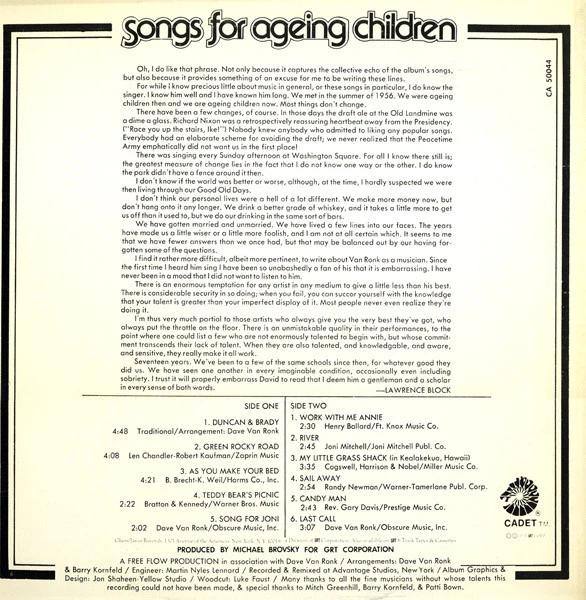 songs for ageing children
CA 50044
Oh, I do like that phrase. Not only because it captures the collective echo of the album's songs,
but also because it provides something of an excuse for me to be writing these lines.
For while I know precious little about music in general, or these songs in particular, I do know the
singer. I know him well and I have known him long. We met in the summer of 1956. We were ageing
children then and we are ageing children now. Most things don't change.
There have been a few changes, of course. In those days the draft ale at the Old Landmine was
a dime a glass. Richard Nixon was a retrospectively reassuring heartbeat away from the Presidency.
("Race you up the stairs, Ike!") Nobody knew anybody who admitted to liking any popular songs.
Everybody had an elaborate scheme for avoiding the draft; we never realized that the Peacetime
Army emphatically did not want us in the first place!
There was singing every Sunday afternoon at Washington Square. For all I know there still is;
the greatest measure of change lies in the fact that I do not know one way or the other. I do know
the park didn't have a fence around it then.
I don't know if the world was better or worse, although, at the time, I hardly suspected we were
then living through our Good Old Days.
I don't think our personal lives were a hell of a lot different. We make more money now, but
don't hang onto it any longer. We drink a better grade of whiskey, and it takes a little more to get
us off than it used to, but we do our drinking in the same sort of bars.
We have gotten married and unmarried. We have lived a few lines into our faces. The years
have made us a little wiser or a little more foolish, and I am not at all certain which. It seems to me
that we have fewer answers than we once had, but that may be balanced out by our having for-
gotten some of the questions.
I find it rather more difficult, albeit more pertinent, to write about Van Ronk as a musician. Since
the first time I heard him sing I have been so unabashedly a fan of his that it is embarrassing. I have
never been in a mood that I did not want to listen to him.
There is an enormous temptation for any artist in any medium to give a little less than his best.
There is considerable security in so doing; when you fail, you can succor yourself with the knowledge
that your talent is greater than your imperfect display of it. Most people never even realize they're
doing it.
I'm thus very much partial to those artists who always give you the very best they've got, who
always put the throttle on the floor. There is an unmistakable quality in their performances, to the
point where one could list a few who are not enormously talented to begin with, but whose commit-
ment transcends their lack of talent. When they are also talented, and knowledgable, and aware,
and sensitive, they really make it all work.
Seventeen years. We've been to a few of the same schools since then, for whatever good they
did us. We have seen one another in every imaginable condition, occasionally even including
sobriety. I trust it will properly embarrass David to read that I deem him a gentleman and a scholar
in every sense of both words.
—LAWRENCE BLOCK
SIDE ONE
1. DUNCAN & BRADY
4:48 Traditional/Arrangement: Dave Van Ronk
2. GREEN ROCKY ROAD
4:08 Len Chandler-Robert Kaufman/Zaprin Music
3. AS YOU MAKE YOUR BED
4:21 B. Brecht-K. Weil/Harms Co., Inc.
4. TEDDY BEAR'S PICNIC
2:22 Bratton & Kennedy/Warner Bros. Music
5. SONG FOR JONI
2:02 Dave Van Ronk/Obscure Music, Inc.
SIDE TWO
1. WORK WITH ME ANNIE
2:30 Henry Ballard/Ft. Knox Music Co.
2. RIVER
2:45 Joni Mitchell/Joni Mitchell Publ. Co.
3. MY LITTLE GRASS SHACK (in Kealakekua, Hawaii)
3:35 Cogswell, Harrison & Nobel/Miller Music Co.
4. SAIL AWAY
2:54 Randy Newman/Warner-Tamerlane Publ. Corp.
5. CANDY MAN
2:43 Rev. Gary Davis/Prestige Music Co.
6. LAST CALL
3:07 Dave Van Ronk/Obscure Music, Inc.
CADET TM.
PRODUCED BY MICHAEL BROVSKY FOR GRT CORPORATION
A FREE FLOW PRODUCTION in association with Dave Van Ronk / Arrangements: Dave Van Ronk
& Barry Kornfeld / Engineer: Martin Nyles Lennard / Recorded & Remixed at Advantage Studios, New York / Album Graphics &
Design: Jon Shaheen-Yellow Studio / Woodcut: Luke Faust / Many thanks to all the fine musicians without whose talents this
recording could not have been made, & special thanks to Mitch Greenhill, Barry Kornfeld, & Patti Bown.